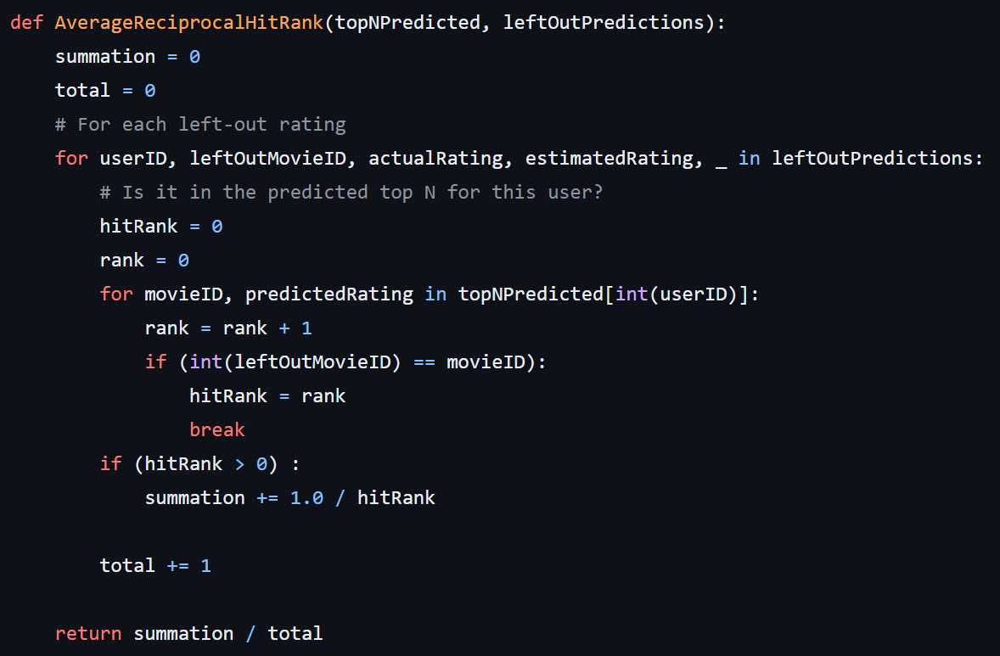 def AverageReciprocalHitRank(topNPredicted, leftOutPredictions):
    summation = 0
    total = 0
    # For each left-out rating
    for userID, leftOutMovieID, actualRating, estimatedRating, _ in leftOutPredictions:
        # Is it in the predicted top N for this user?
        hitRank = 0
        rank = 0
        for movieID, predictedRating in topNPredicted[int(userID)]:
            rank = rank + 1
            if (int(leftOutMovieID) == movieID):
                hitRank = rank
                break
        if (hitRank > 0) :
            summation += 1.0 / hitRank

        total += 1

    return summation / total